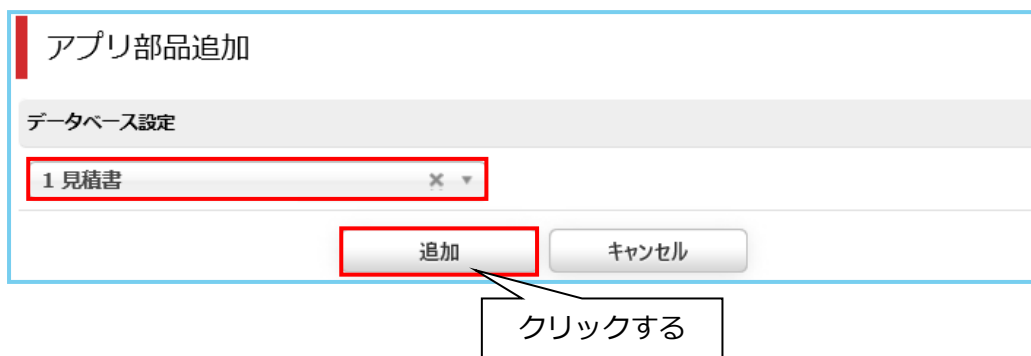 アプリ部品追加
データベース設定
1 見積書
追加 キャンセル
クリックする